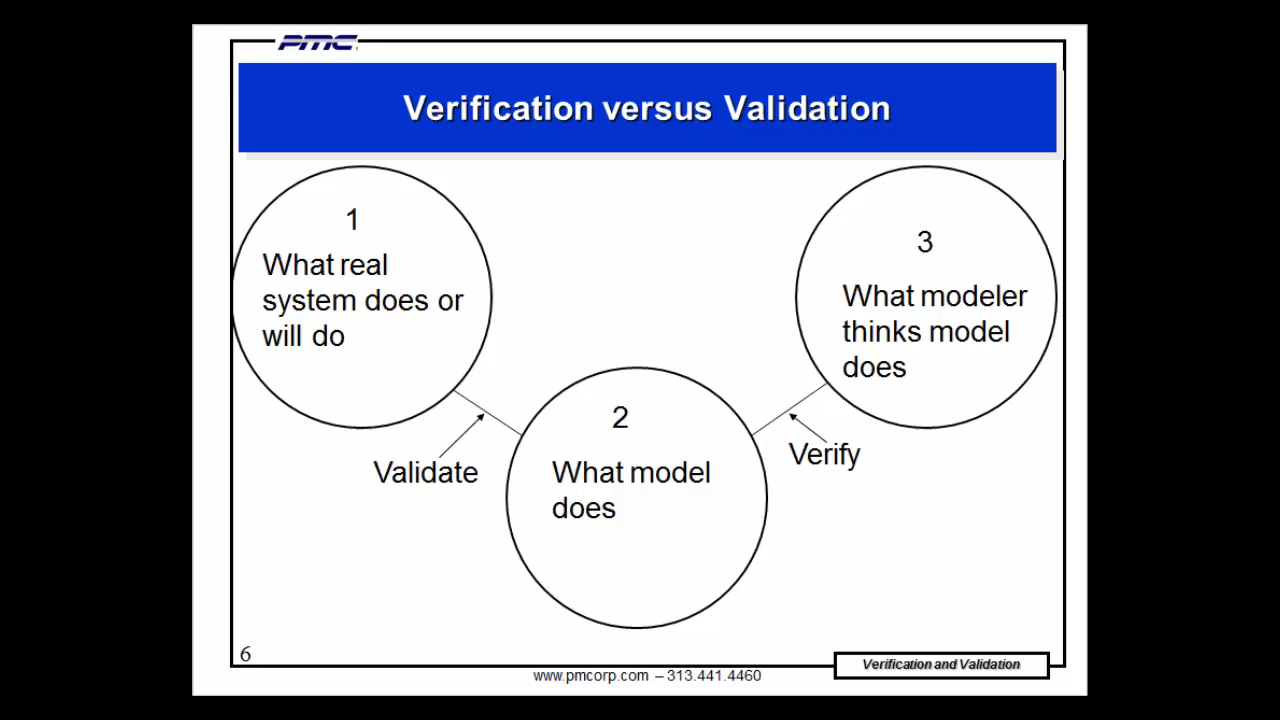 PMC
Verification versus Validation
1
What real
system does or
will do
3
What modeler
thinks model
does
2
What model
does
Validate
Verify
6
Verification and Validation
www.pmcorp.com – 313.441.4460